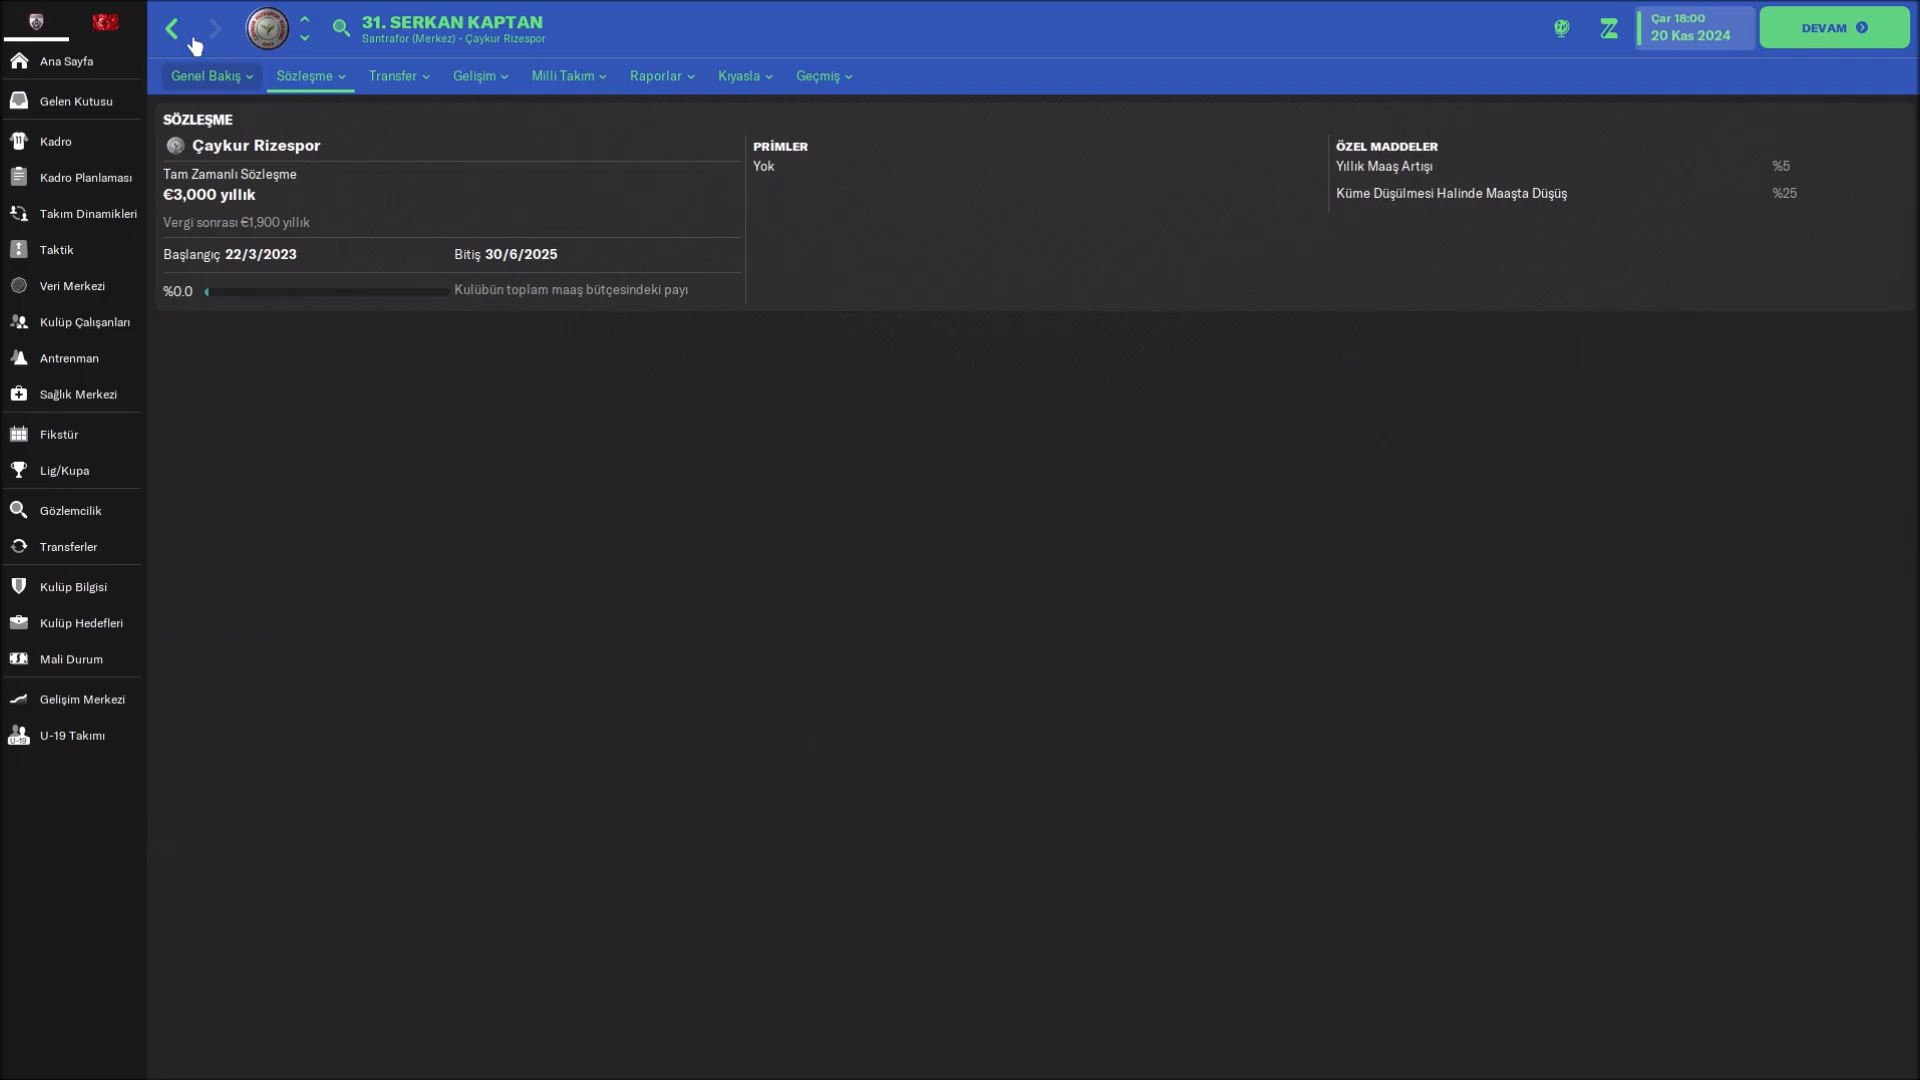 31. SERKAN KAPTAN
Santrafor (Merkez) - Çaykur Rizespor
Çar 18:00
20 Kas 2024
DEVAM
Genel Bakış
Sözleşme
Transfer
Gelişim
Milli Takım
Raporlar
Kıyasla
Geçmiş
Ana Sayfa
Gelen Kutusu
Kadro
Kadro Planlaması
Takım Dinamikleri
Taktik
Veri Merkezi
Kulüp Çalışanları
Antrenman
Sağlık Merkezi
Fikstür
Lig/Kupa
Gözlemcilik
Transferler
Kulüp Bilgisi
Kulüp Hedefleri
Mali Durum
Gelişim Merkezi
U-19 Takımı
SÖZLEŞME
Çaykur Rizespor
Tam Zamanlı Sözleşme
€3,000 yıllık
Vergi sonrası €1,900 yıllık
Başlangıç 22/3/2023
Bitiş 30/6/2025
%0.0
Kulübün toplam maaş bütçesindeki payı
PRİMLER
Yok
ÖZEL MADDELER
Yıllık Maaş Artışı %5
Küme Düşülmesi Halinde Maaşta Düşüş %25